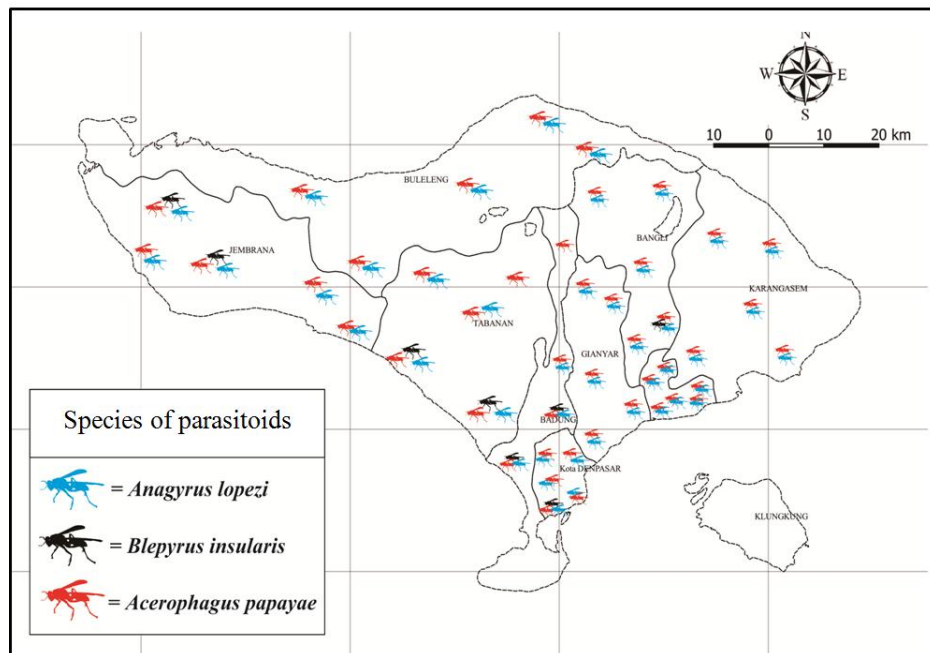 N
W E
S
10 0 10 20 km
BULELENG
BANGLI
JEMBRANA
KARANGASEM
TABANAN
GIANYAR
BADUNG
Kota DENPASAR
KLUNGKUNG
Species of parasitoids
= Anagyrus lopezi
= Blepyrus insularis
= Acerophagus papayae